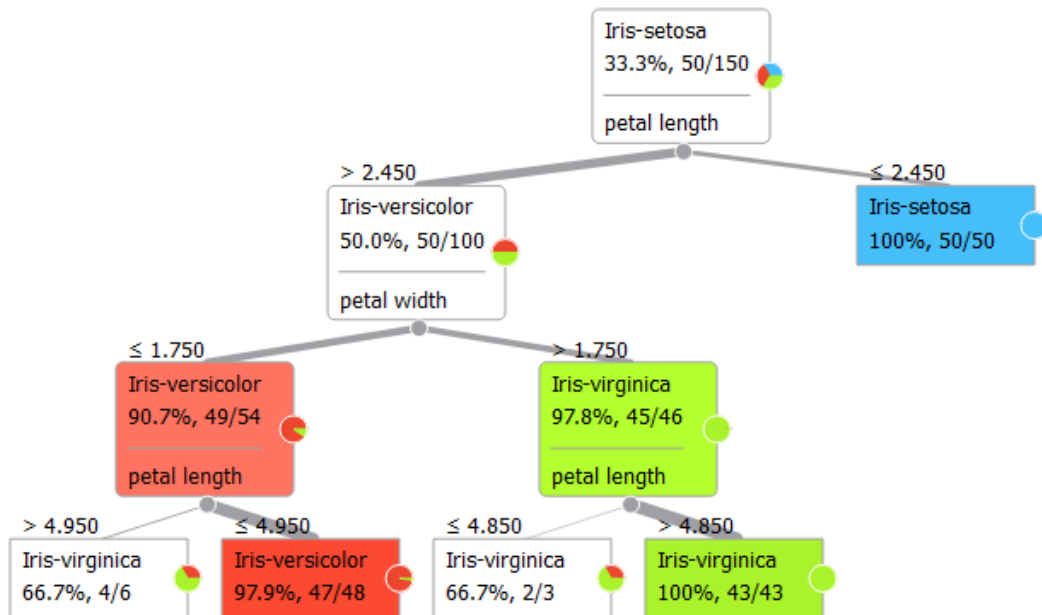 Iris-setosa
33.3%, 50/150
petal length
> 2.450
≤ 2.450
Iris-versicolor
50.0%, 50/100
petal width
Iris-setosa
100%, 50/50
≤ 1.750
> 1.750
Iris-versicolor
90.7%, 49/54
petal length
Iris-virginica
97.8%, 45/46
petal length
> 4.950
≤ 4.950
≤ 4.850
> 4.850
Iris-virginica
66.7%, 4/6
Iris-versicolor
97.9%, 47/48
Iris-virginica
66.7%, 2/3
Iris-virginica
100%, 43/43